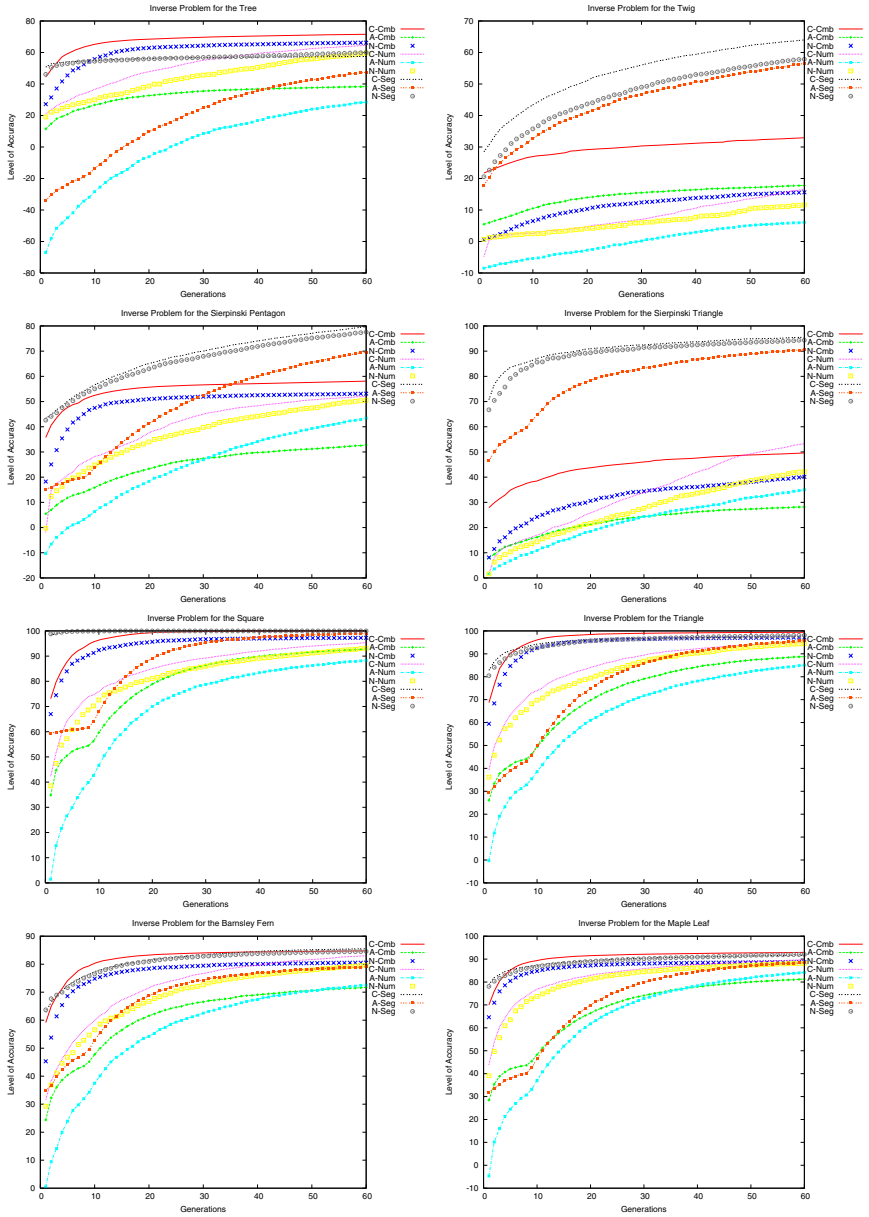 Inverse Problem for the Tree
Level of Accuracy
80
60
40
20
0
-20
-40
-60
-80
0 10 20 30 40 50 60
Generations
C-Cmb
A-Cmb
N-Cmb
C-Num
A-Num
N-Num
C-Seg
A-Seg
N-Seg
Inverse Problem for the Twig
Level of Accuracy
70
60
50
40
30
20
10
0
-10
0 10 20 30 40 50 60
Generations
C-Cmb
A-Cmb
N-Cmb
C-Num
A-Num
N-Num
C-Seg
A-Seg
N-Seg
Inverse Problem for the Sierpinski Pentagon
Level of Accuracy
80
70
60
50
40
30
20
10
0
-10
-20
0 10 20 30 40 50 60
Generations
C-Cmb
A-Cmb
N-Cmb
C-Num
A-Num
N-Num
C-Seg
A-Seg
N-Seg
Inverse Problem for the Sierpinski Triangle
Level of Accuracy
100
90
80
70
60
50
40
30
20
10
0
0 10 20 30 40 50 60
Generations
C-Cmb
A-Cmb
N-Cmb
C-Num
A-Num
N-Num
C-Seg
A-Seg
N-Seg
Inverse Problem for the Square
Level of Accuracy
100
90
80
70
60
50
40
30
20
10
0
0 10 20 30 40 50 60
Generations
C-Cmb
A-Cmb
N-Cmb
C-Num
A-Num
N-Num
C-Seg
A-Seg
N-Seg
Inverse Problem for the Triangle
Level of Accuracy
100
90
80
70
60
50
40
30
20
10
0
-10
0 10 20 30 40 50 60
Generations
C-Cmb
A-Cmb
N-Cmb
C-Num
A-Num
N-Num
C-Seg
A-Seg
N-Seg
Inverse Problem for the Barnsley Fern
Level of Accuracy
90
80
70
60
50
40
30
20
10
0
0 10 20 30 40 50 60
Generations
C-Cmb
A-Cmb
N-Cmb
C-Num
A-Num
N-Num
C-Seg
A-Seg
N-Seg
Inverse Problem for the Maple Leaf
Level of Accuracy
100
90
80
70
60
50
40
30
20
10
0
-10
0 10 20 30 40 50 60
Generations
C-Cmb
A-Cmb
N-Cmb
C-Num
A-Num
N-Num
C-Seg
A-Seg
N-Seg